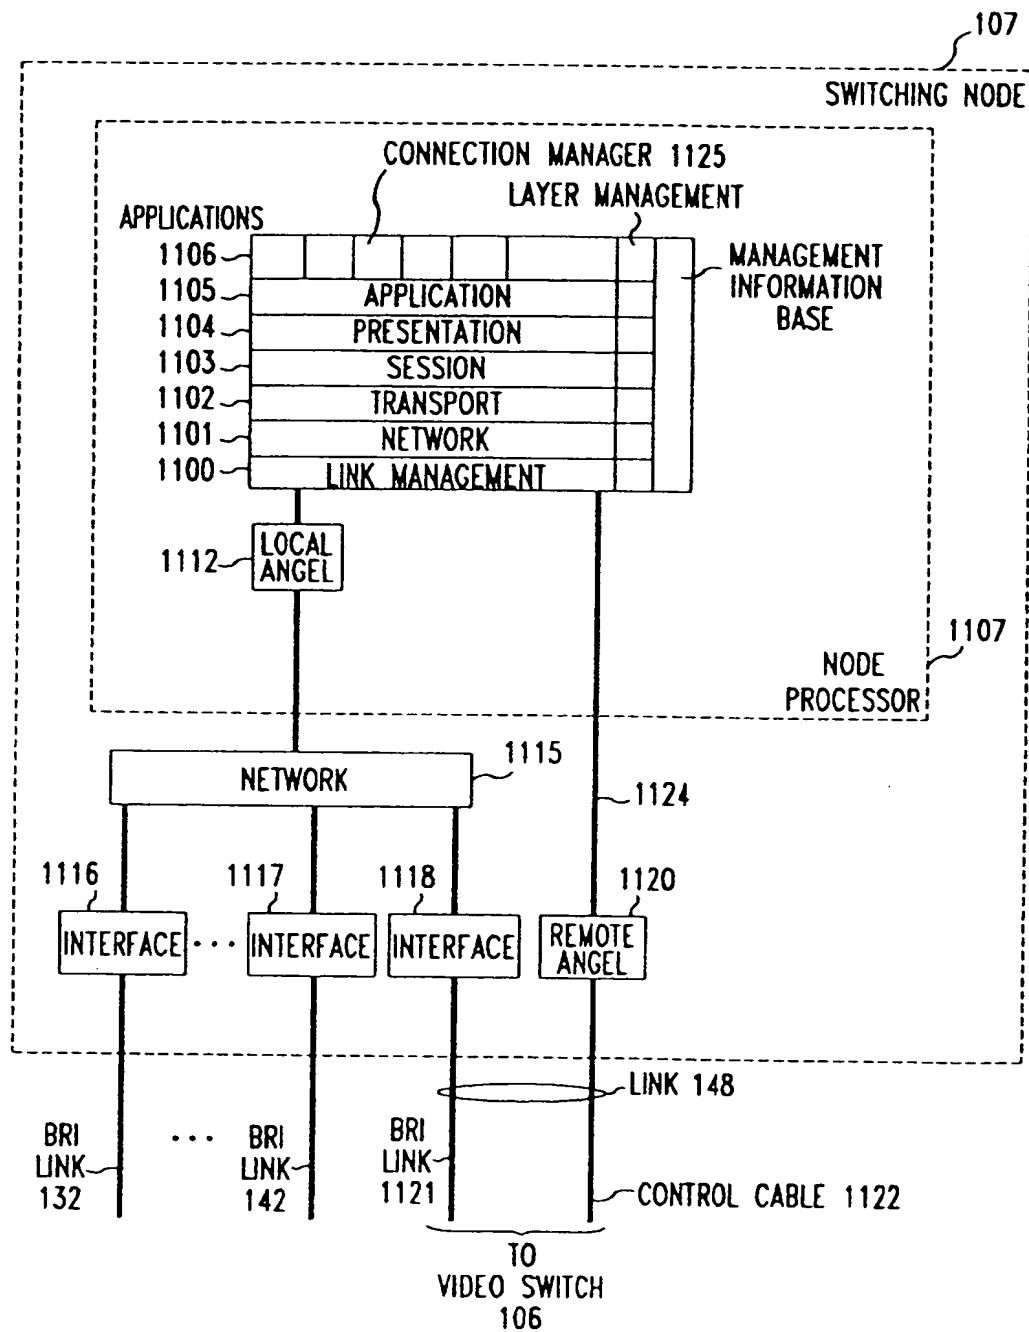 107
SWITCHING NODE
CONNECTION MANAGER 1125
LAYER MANAGEMENT
APPLICATIONS
1106
MANAGEMENT
INFORMATION
BASE
1105
APPLICATION
1104
PRESENTATION
1103
SESSION
1102
TRANSPORT
1101
NETWORK
1100
LINK MANAGEMENT
1112
LOCAL
ANGEL
1107
NODE
PROCESSOR
1115
NETWORK
1124
1116
1117
1118
1120
INTERFACE
...
INTERFACE
INTERFACE
REMOTE
ANGEL
LINK 148
BRI
LINK
132
...
BRI
LINK
142
BRI
LINK
1121
CONTROL CABLE 1122
TO
VIDEO SWITCH
106